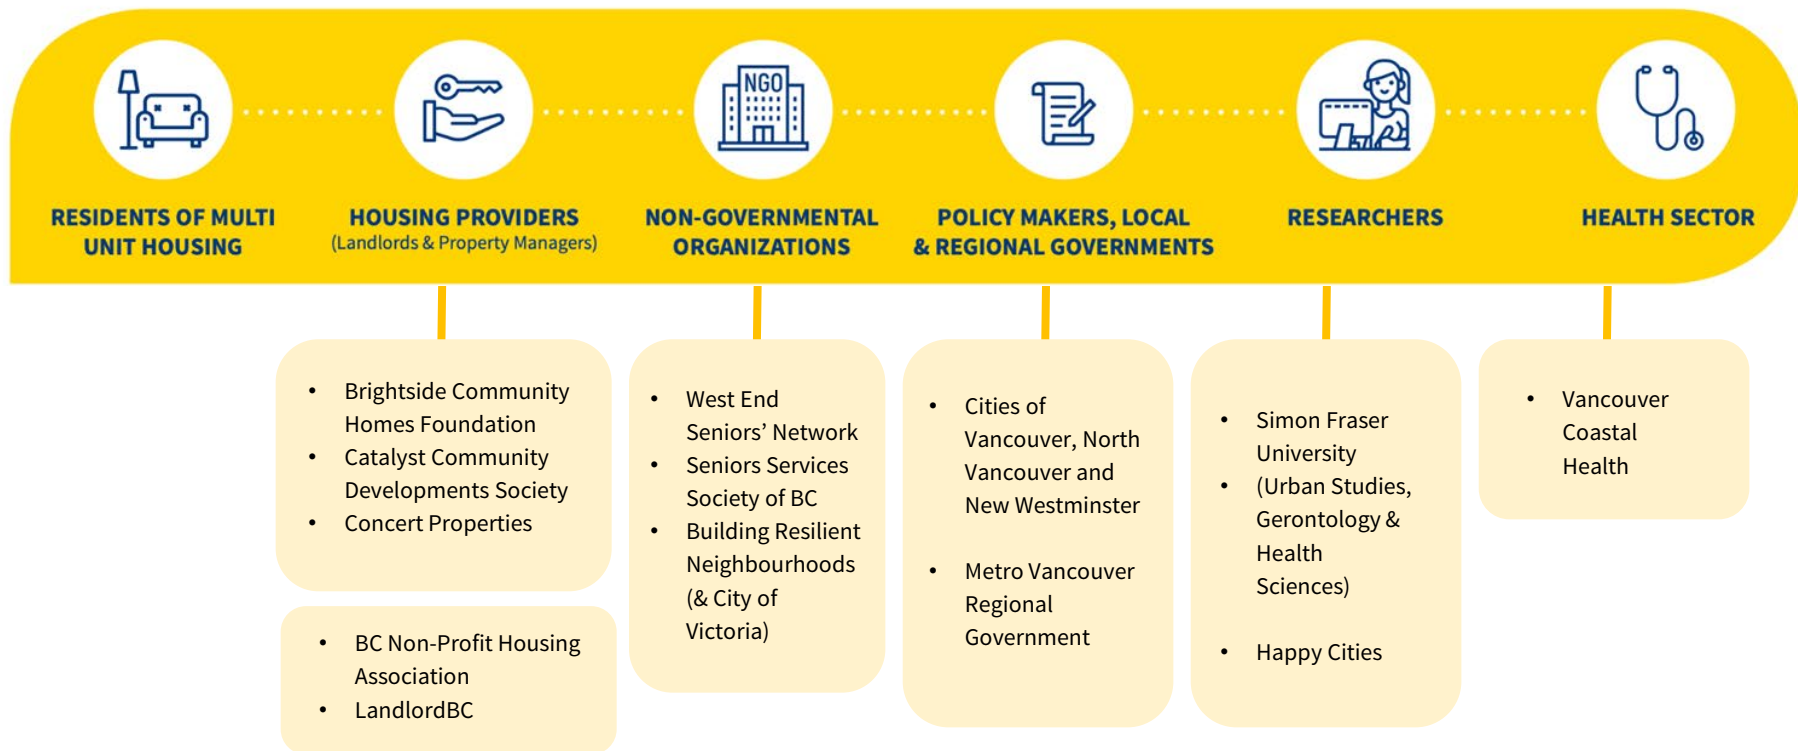 NGO
RESIDENTS OF MULTI
UNIT HOUSING
HOUSING PROVIDERS
(Landlords & Property Managers)
NON-GOVERNMENTAL
ORGANIZATIONS
POLICY MAKERS, LOCAL
& REGIONAL GOVERNMENTS
RESEARCHERS
HEALTH SECTOR
• Brightside Community
Homes Foundation
• Catalyst Community
Developments Society
• Concert Properties
• BC Non-Profit Housing
Association
• LandlordBC
• West End
Seniors’ Network
• Seniors Services
Society of BC
• Building Resilient
Neighbourhoods
(& City of
Victoria)
• Cities of
Vancouver, North
Vancouver and
New Westminster
• Metro Vancouver
Regional
Government
• Simon Fraser
University
• (Urban Studies,
Gerontology &
Health
Sciences)
• Happy Cities
• Vancouver
Coastal
Health